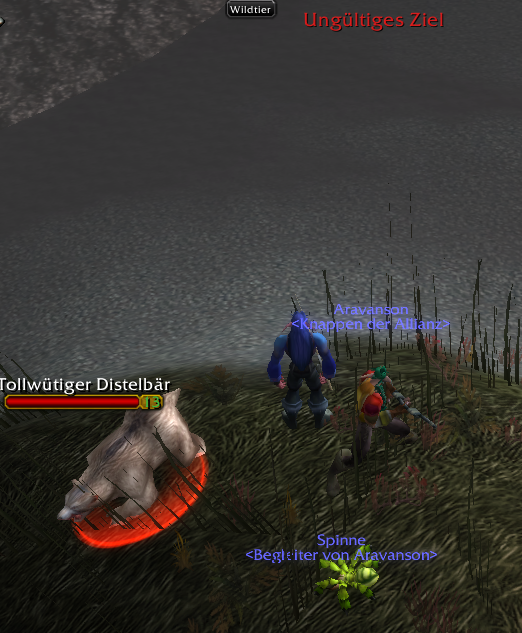 Wildtier
Ungültiges Ziel
Aravanson
<Knappen der Allianz>
Tollwütiger Distelbär
13
Spinne
<Begleiter von Aravanson>